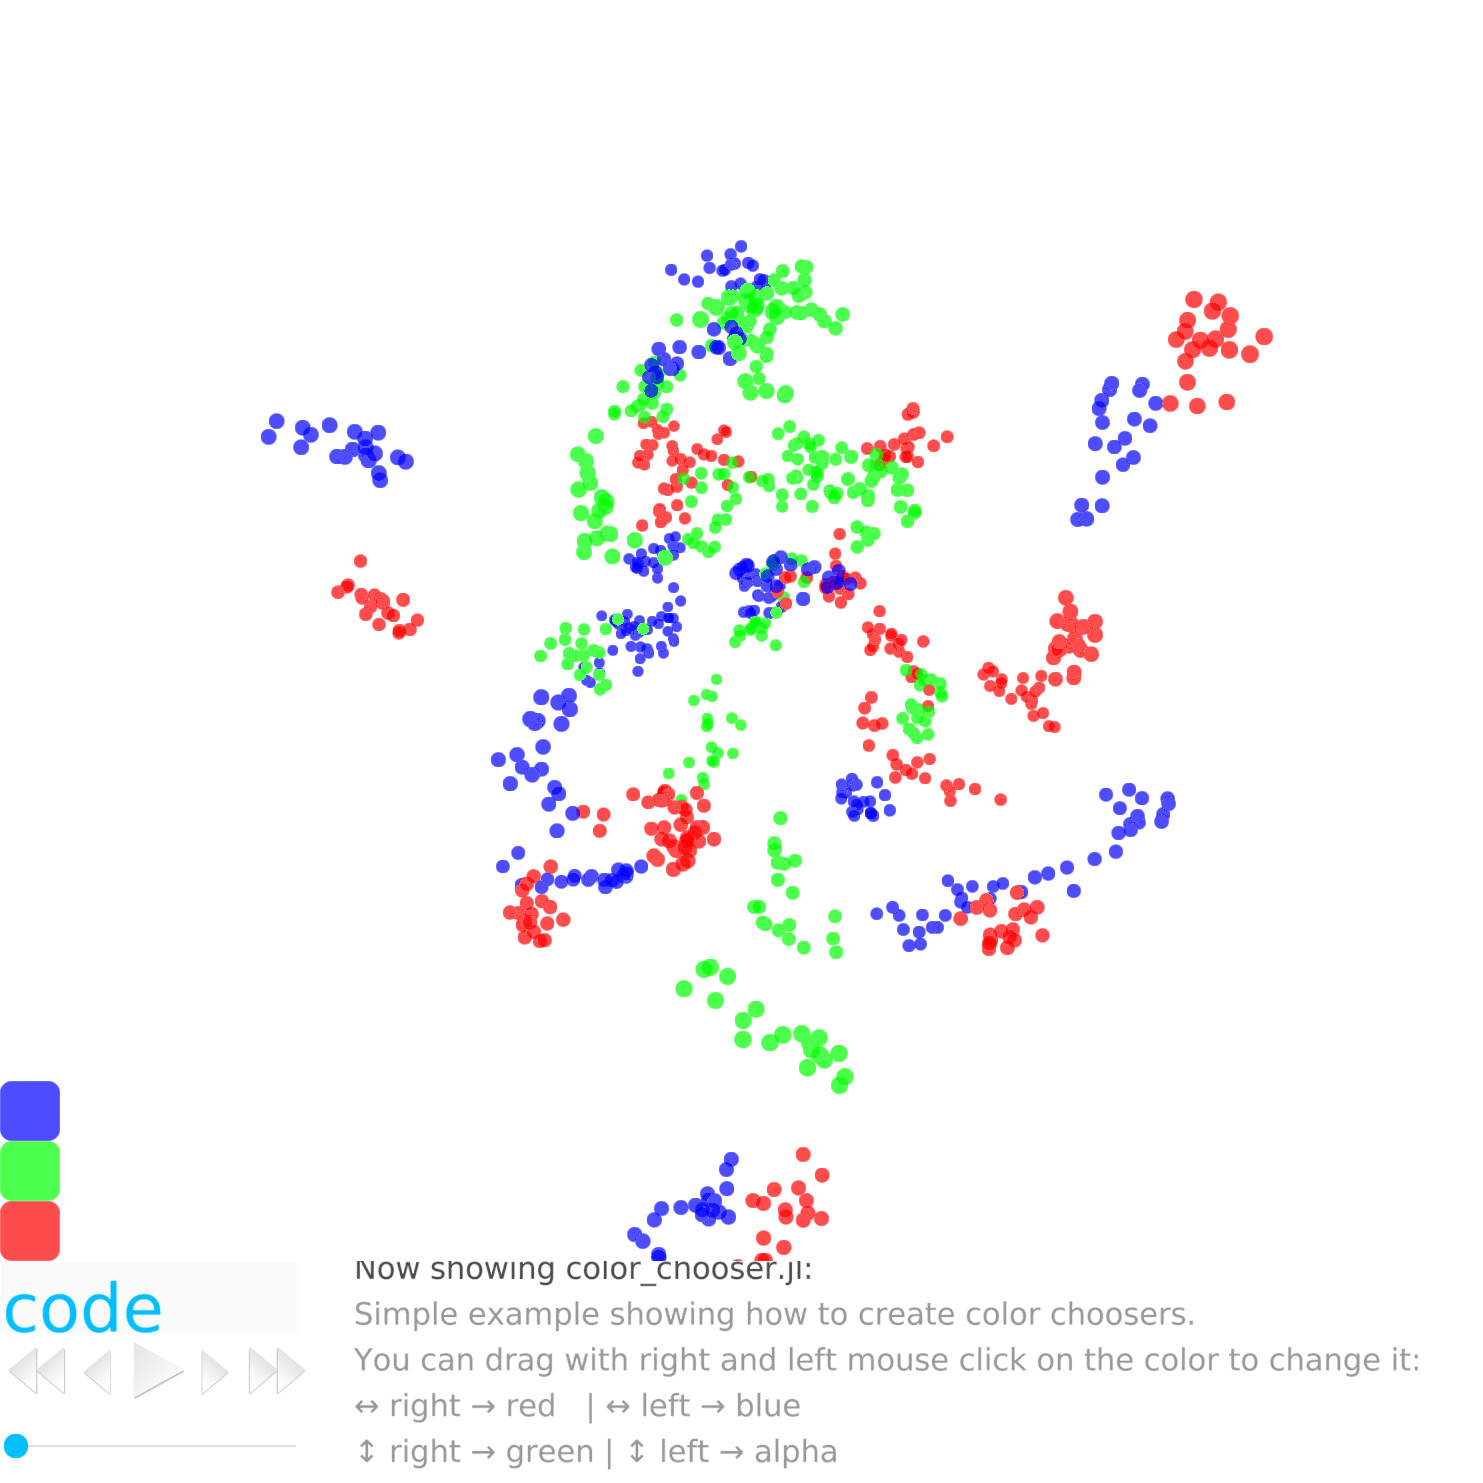 Now showing color_chooser.jl:
code
Simple example showing how to create color choosers.
You can drag with right and left mouse click on the color to change it:
↔ right → red | ↔ left → blue
↕ right → green | ↕ left → alpha